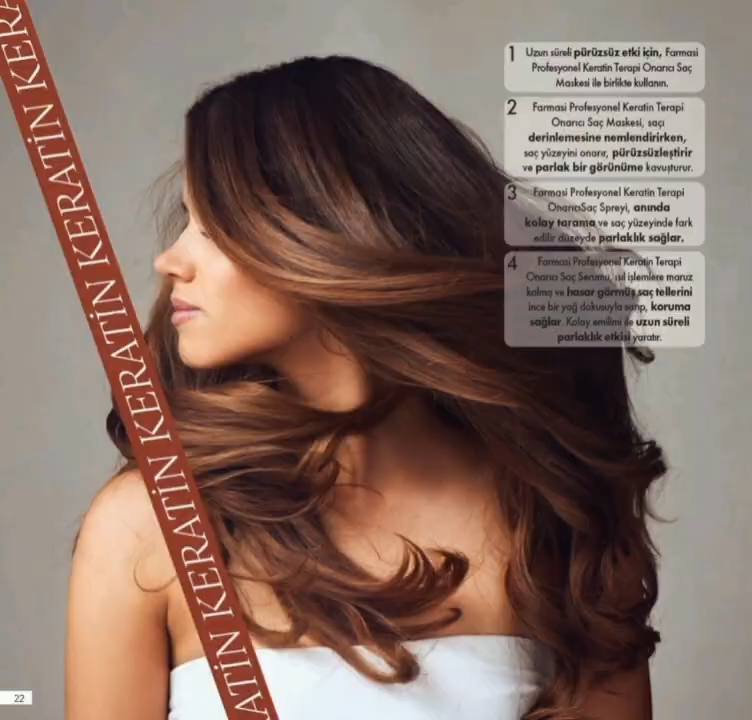 KERATİN KERATİN KERATİN KERATİN KERATİN
1 Uzun süreli pürüzsüz etki için, Farmasi
Profesyonel Keratin Terapi Onarıcı Saç
Maskesi ile birlikte kullanın.
2 Farmasi Profesyonel Keratin Terapi
Onarıcı Saç Maskesi, saçı
derinlemesine nemlendirirken,
saç yüzeyini onarır, pürüzsüzleştirir
ve parlak bir görünüme kavuşturur.
3 Farmasi Profesyonel Keratin Terapi
OnarıcıSaç Spreyi, anında
kolay tarama ve saç yüzeyinde fark
edilir düzeyde parlaklık sağlar.
4 Farmasi Profesyonel Keratin Terapi
Onarıcı Saç Serumu, ısıl işlemlere maruz
kalmış ve hasar görmüş saç tellerini
ince bir yağ dokusuyla sarıp, koruma
sağlar. Kolay emilimi ile uzun süreli
parlaklık etkisi yaratır.
22